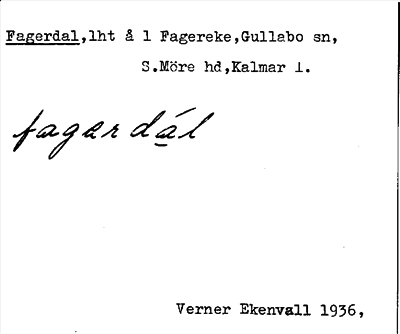 Fagerdal,lht å l Fagereke,Gullabo sn,
S.Möre hd,Kalmar l.
fagerdál
Verner Ekenvall 1936,